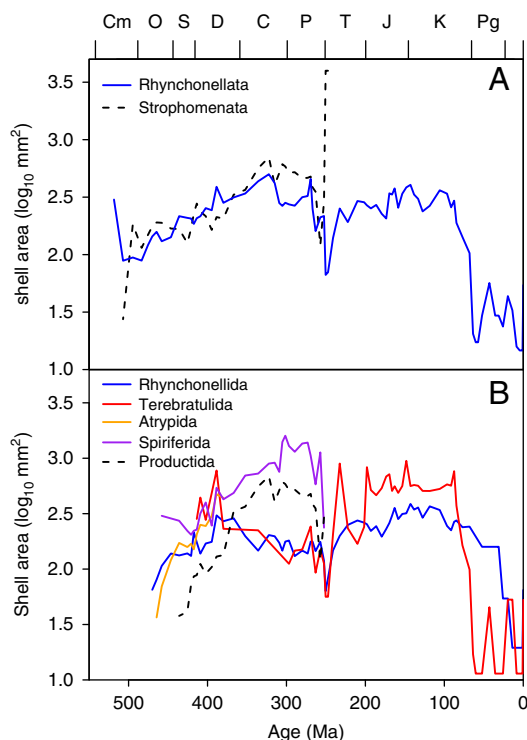 Cm O S D C P T J K Pg
A
3.5
3.0
2.5
2.0
1.5
1.0
shell area (log10 mm2)
Rhynchonellata
Strophomenata
B
3.5
3.0
2.5
2.0
1.5
1.0
Shell area (log10 mm2)
Rhynchonellida
Terebratulida
Atrypida
Spiriferida
Productida
500 400 300 200 100 0
Age (Ma)